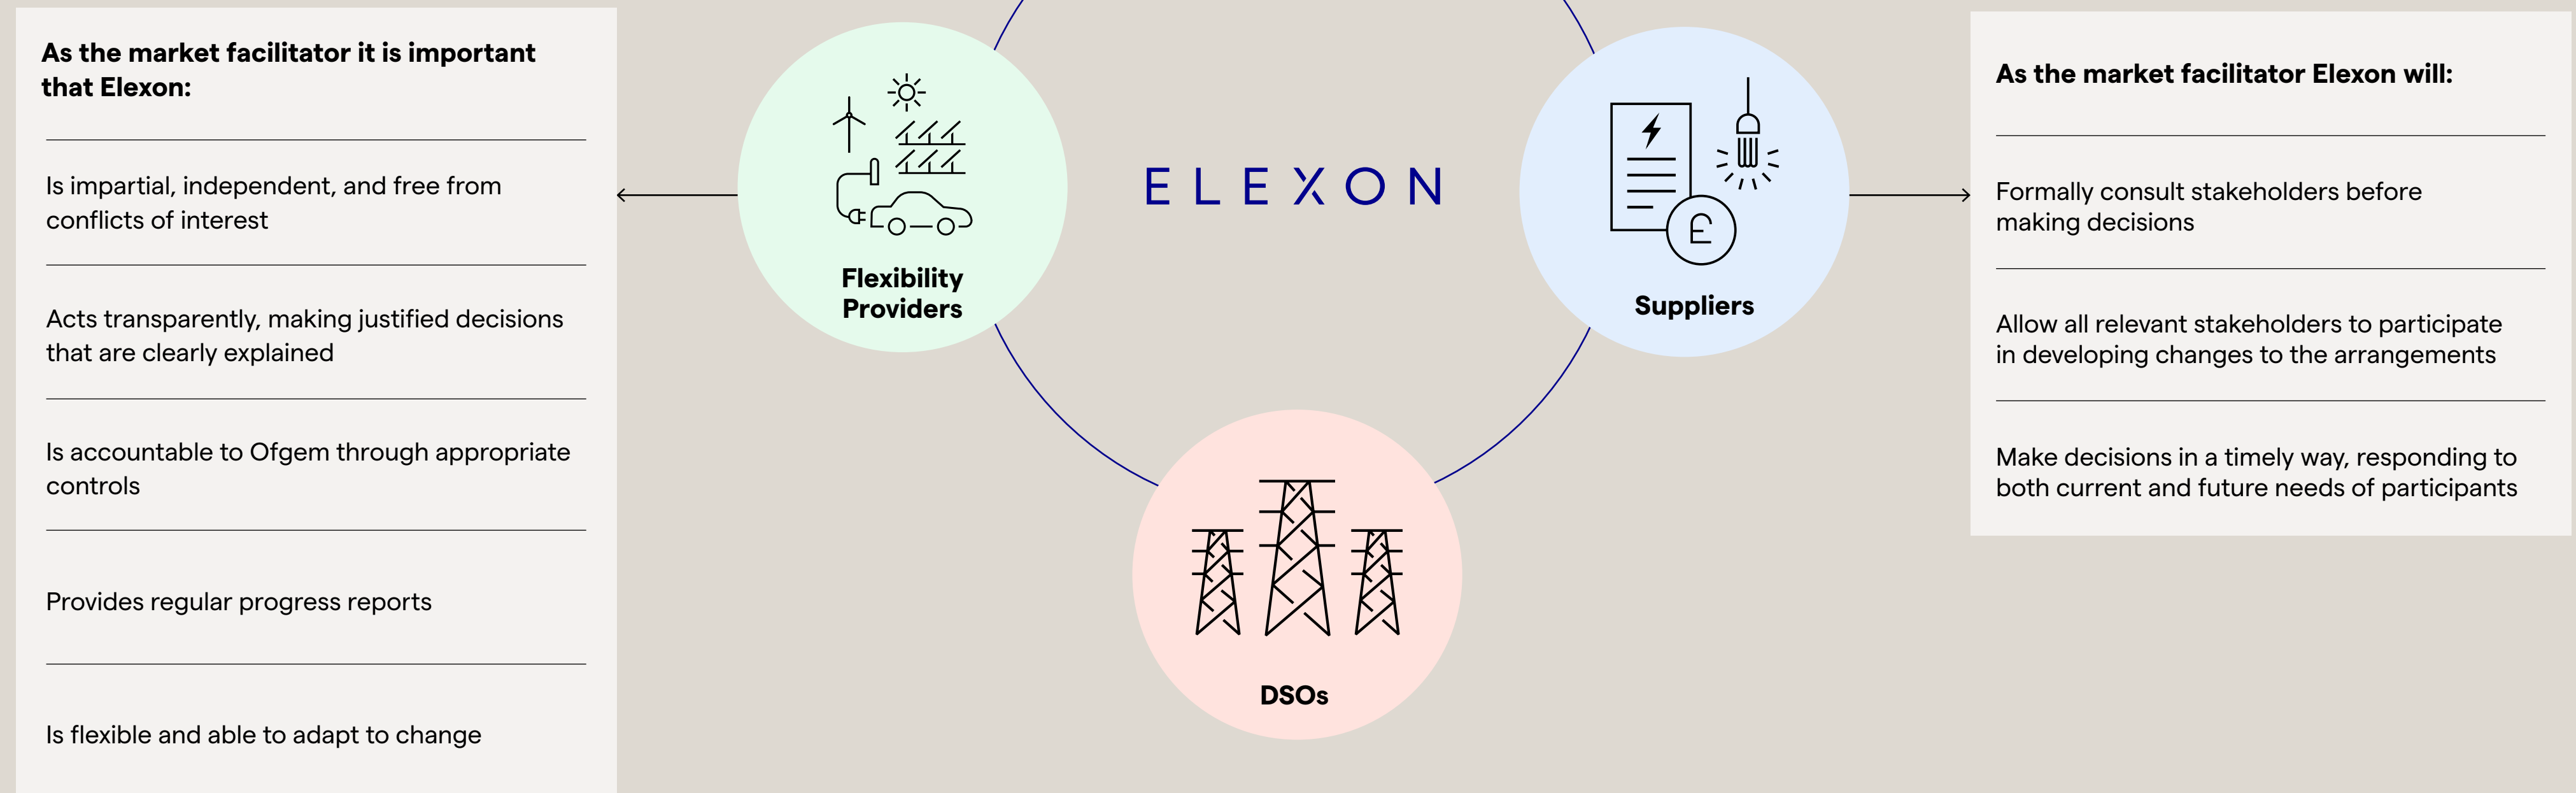 As the market facilitator it is important
that Elexon:
Is impartial, independent, and free from
conflicts of interest
Acts transparently, making justified decisions
that are clearly explained
Is accountable to Ofgem through appropriate
controls
Provides regular progress reports
Is flexible and able to adapt to change
Flexibility
Providers
ELEXON
£
Suppliers
DSOs
As the market facilitator Elexon will:
Formally consult stakeholders before
making decisions
Allow all relevant stakeholders to participate
in developing changes to the arrangements
Make decisions in a timely way, responding to
both current and future needs of participants